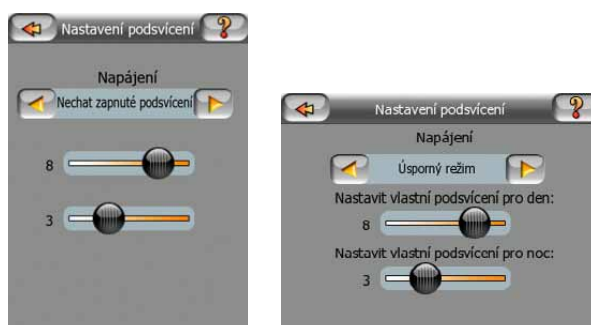 Nastavení podsvícení
Napájení
Nechat zapnuté podsvícení
8
3
Nastavení podsvícení
Napájení
Úsporný režim
Nastavit vlastní podsvícení pro den:
8
Nastavit vlastní podsvícení pro noc:
3